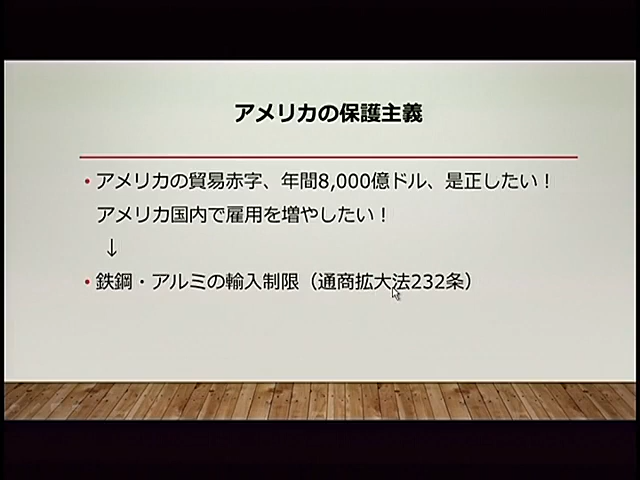 アメリカの保護主義
• アメリカの貿易赤字、年間8,000億ドル、是正したい！
アメリカ国内で雇用を増やしたい！
↓
• 鉄鋼・アルミの輸入制限（通商拡大法232条）